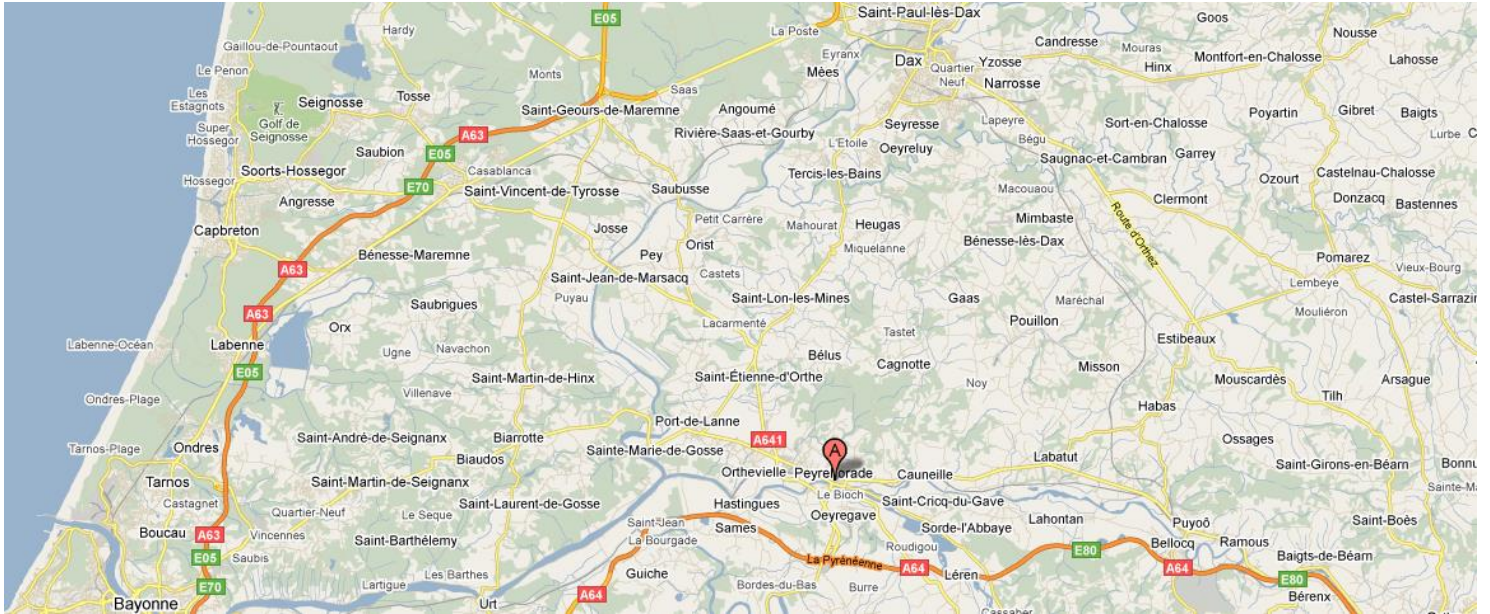 E05
Saint-Paul-lès-Dax
Goos
Nousse
Hardy
La Poste
Gaillou-de-Pountaout
Eyranx
Candresse
Mouras
Montfort-en-Chalosse
Lahosse
Le Penon
Monts
Mées
Dax
Quartier
Neuf
Yzosse
Hinx
Les
Estagnots
Seignosse
Tosse
Saas
Narrosse
Saint-Geours-de-Maremne
Angoumé
Poyartin
Gibret
Baigts
Super
Hossegor
Golf de
Seignosse
A63
Rivière-Saas-et-Gourby
Seyresse
Lapeyre
Sort-en-Chalosse
Lurbe
Saubion
E05
L'Etoile
Oeyreluy
Bégu
Garrey
Saugnac-et-Cambran
Soorts-Hossegor
Casablanca
Tercis-les-Bains
Castelnau-Chalosse
Hossegor
E70
Saint-Vincent-de-Tyrosse
Saubusse
Macouaou
Ozourt
Angresse
Clermont
Donzacq
Bastennes
Capbreton
Josse
Petit Carrère
Mahourat
Heugas
Mimbaste
Route d'Orthez
Bénesse-Maremne
Pey
Orist
Miquelanne
Bénesse-lès-Dax
Pomarez
A63
Saint-Jean-de-Marsacq
Castets
Vieux-Bourg
Lembeye
Saubrigues
Puyau
Saint-Lon-les-Mines
Gaas
Maréchal
A63
Mouliéron
Orx
Lacarmenté
Tastet
Pouillon
Labenne-Océan
Labenne
Ugne
Navachon
Bélus
Cagnotte
Estibeaux
E05
Saint-Martin-de-Hinx
Saint-Étienne-d'Orthe
Noy
Misson
Mouscardès
Arsague
Villenave
Tilh
Ondres-Plage
Habas
Port-de-Lanne
Saint-André-de-Seignanx
Biarrotte
A641
Ossages
Tarnos-Plage
Ondres
Sainte-Marie-de-Gosse
A
Labatut
Biaudos
Orthevielle
Peyrehorade
Cauneille
Saint-Girons-en-Béarn
Tarnos
Saint-Martin-de-Seignanx
Le Bioch
Castagnet
Saint-Laurent-de-Gosse
Hastingues
Saint-Cricq-du-Gave
Quartier-Neuf
Le Seque
Oeyregave
Saint-Jean
Sames
Sorde-l'Abbaye
Lahontan
Puyoô
Saint-Boès
Boucau
A63
Vincennes
Saint-Barthélemy
La Bourgade
Roudigou
Bellocq
Ramous
E05
Saubis
La Pyrénéenne
E80
Baigts-de-Béarn
Les Barthes
Guiche
A64
Léren
A64
E70
Lartigue
Bordes-du-Bas
Burre
E80
Bayonne
Urt
A64
Bérenx